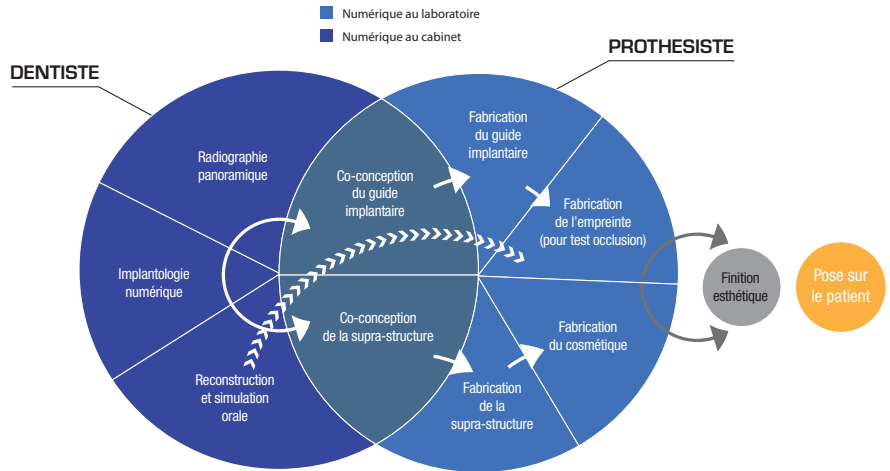 Numérique au laboratoire
Numérique au cabinet
DENTISTE
PROTHESISTE
Radiographie
panoramique
Implantologie
numérique
Reconstruction
et simulation
orale
Co-conception
du guide
implantaire
Co-conception
de la supra-structure
Fabrication
du guide
implantaire
Fabrication
de l'empreinte
(pour test occlusion)
Fabrication
de la
supra-structure
Fabrication
du cosmétique
Finition
esthétique
Pose sur
le patient